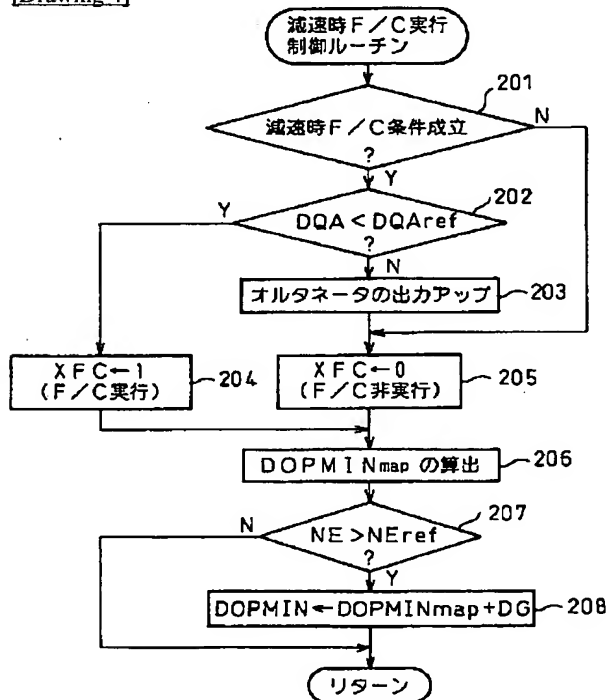 減速時F／C実行
制御ルーチン
201
減速時F／C条件成立
?
N
Y
202
Y
DQA<DQAref
?
N
オルタネータの出力アップ
203
XFC←1
(F／C実行)
204
XFC←0
(F／C非実行)
205
DOPMINmapの算出
206
207
N
NE>NEref
?
Y
DOPMIN←DOPMINmap+DG
208
リターン